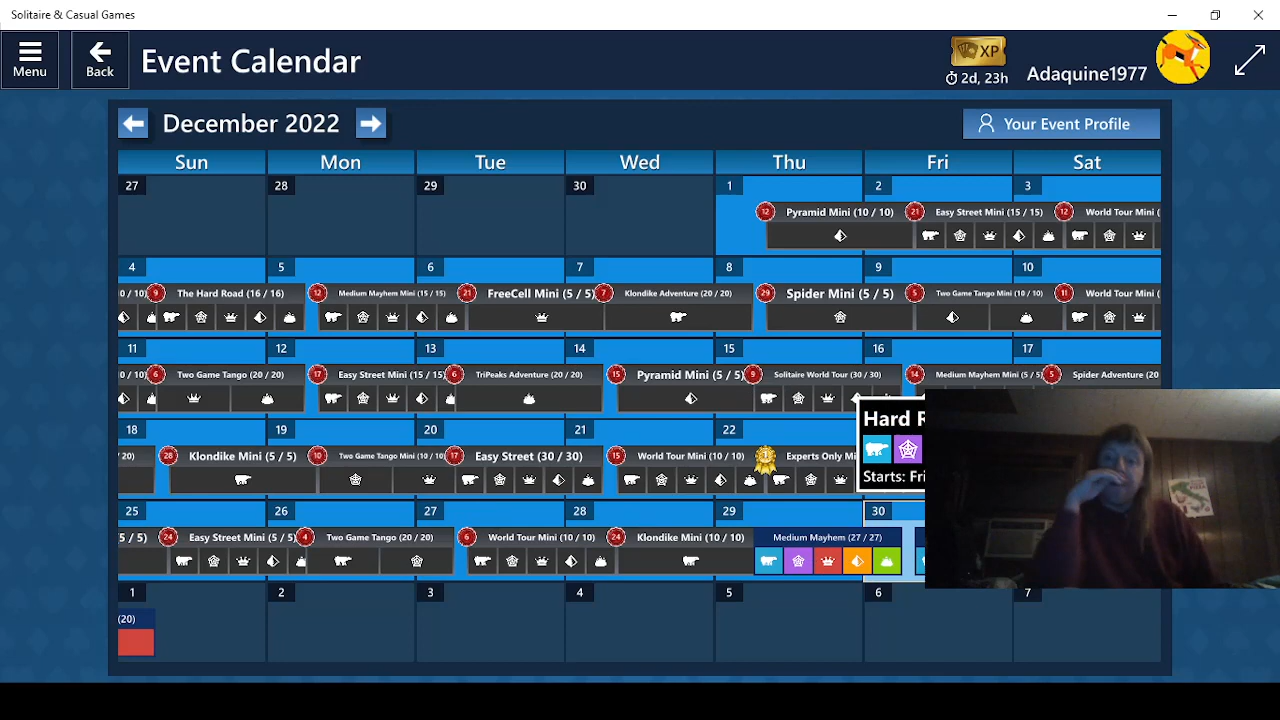 Solitaire & Casual Games
Menu
Back
Event Calendar
XP
2d, 23h
Adaquine1977
December 2022
Your Event Profile
Sun Mon Tue Wed Thu Fri Sat
27 28 29 30 1 2 3
12 Pyramid Mini (10 / 10) 21 Easy Street Mini (15 / 15) 12 World Tour Mini (
4 5 6 7 8 9 10
0 / 10) 9 The Hard Road (16 / 16) 12 Medium Mayhem Mini (15 / 15) 21 FreeCell Mini (5 / 5) 7 Klondike Adventure (20 / 20) 29 Spider Mini (5 / 5) 5 Two Game Tango Mini (10 / 10) 11 World Tour Mini (
11 12 13 14 15 16 17
0 / 10) 6 Two Game Tango (20 / 20) 17 Easy Street Mini (15 / 15) 6 TriPeaks Adventure (20 / 20) 15 Pyramid Mini (5 / 5) 9 Solitaire World Tour (30 / 30) 14 Medium Mayhem Mini (5 / 5) 5 Spider Adventure (20
18 19 20 21 22
/ 20) 28 Klondike Mini (5 / 5) 10 Two Game Tango Mini (10 / 10) 17 Easy Street (30 / 30) 15 World Tour Mini (10 / 10) 1 Experts Only Mi
Hard R
Starts: Fri
25 26 27 28 29 30
(5 / 5) 24 Easy Street Mini (5 / 5) 4 Two Game Tango (20 / 20) 6 World Tour Mini (10 / 10) 24 Klondike Mini (10 / 10) Medium Mayhem (27 / 27)
1 2 3 4 5 6 7
(20)